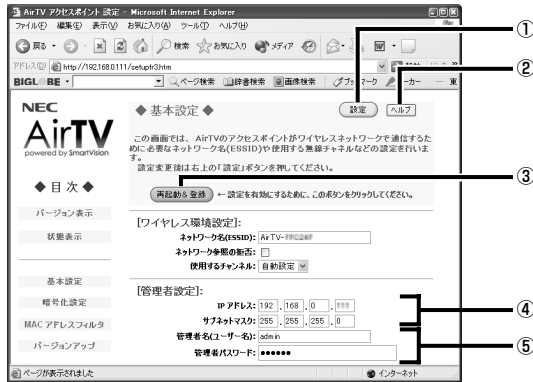 AirTV アクセスポイント 設定 - Microsoft Internet Explorer
ファイル(F) 編集(E) 表示(V) お気に入り(A) ツール(T) ヘルプ(H)
戻る 検索 お気に入り メディア
アドレス(D) http://192.168.0.111/setuptr3.htm
BIGLOBE ページ検索 辞書検索 画像検索 ブックマーク
①
②
NEC
AirTV
powered by SmartVision
◆ 目 次 ◆
バージョン表示
状態表示
基本設定
暗号化設定
MAC アドレスフィルタ
バージョンアップ
◆ 基本設定 ◆ 設定 ヘルプ
この画面では、AirTVのアクセスポイントがワイヤレスネットワークで通信するた
めに必要なネットワーク名(ESSID)や使用する無線チャネルなどの設定を行いま
す。
設定変更後は右上の「設定」ボタンを押してください。
③
再起動&登録 ← 設定を有効にするために、このボタンをクリックしてください。
[ワイヤレス環境設定]:
ネットワーク名(ESSID): AirTV-
ネットワーク参照の拒否:
使用するチャンネル: 自動設定
[管理者設定]:
IP アドレス: 192 . 168 . 0 .
サブネットマスク: 255 . 255 . 255 . 0
④
管理者名(ユーザー名): admin
管理者パスワード: ●●●●●●
⑤
ページが表示されました インターネット